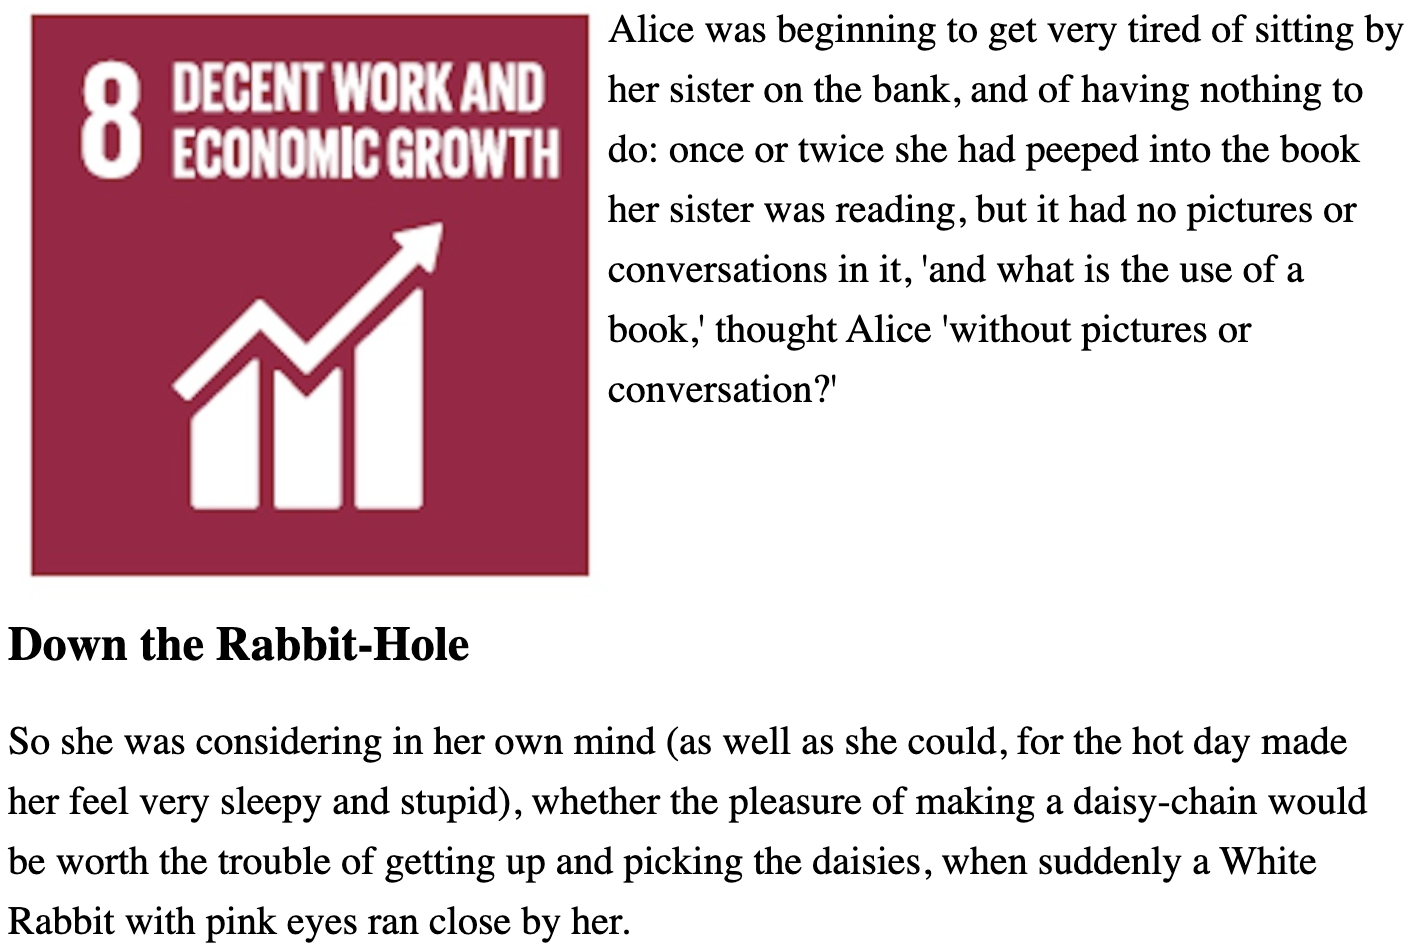 8 DECENT WORK AND
ECONOMIC GROWTH
Alice was beginning to get very tired of sitting by
her sister on the bank, and of having nothing to
do: once or twice she had peeped into the book
her sister was reading, but it had no pictures or
conversations in it, 'and what is the use of a
book,' thought Alice 'without pictures or
conversation?'
Down the Rabbit-Hole
So she was considering in her own mind (as well as she could, for the hot day made
her feel very sleepy and stupid), whether the pleasure of making a daisy-chain would
be worth the trouble of getting up and picking the daisies, when suddenly a White
Rabbit with pink eyes ran close by her.